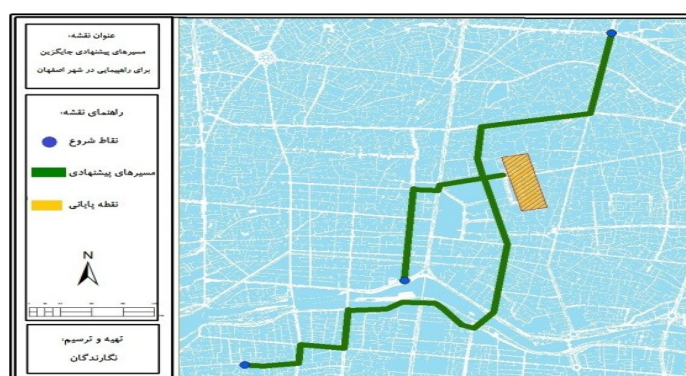 عنوان نقشه:
مسیرهای پیشنهادی جایگزین
برای راهپیمایی در شهر اصفهان
راهنمای نقشه:
نقاط شروع
مسیرهای پیشنهادی
نقطه پایانی
N
تهیه و ترسیم:
نگارندگان